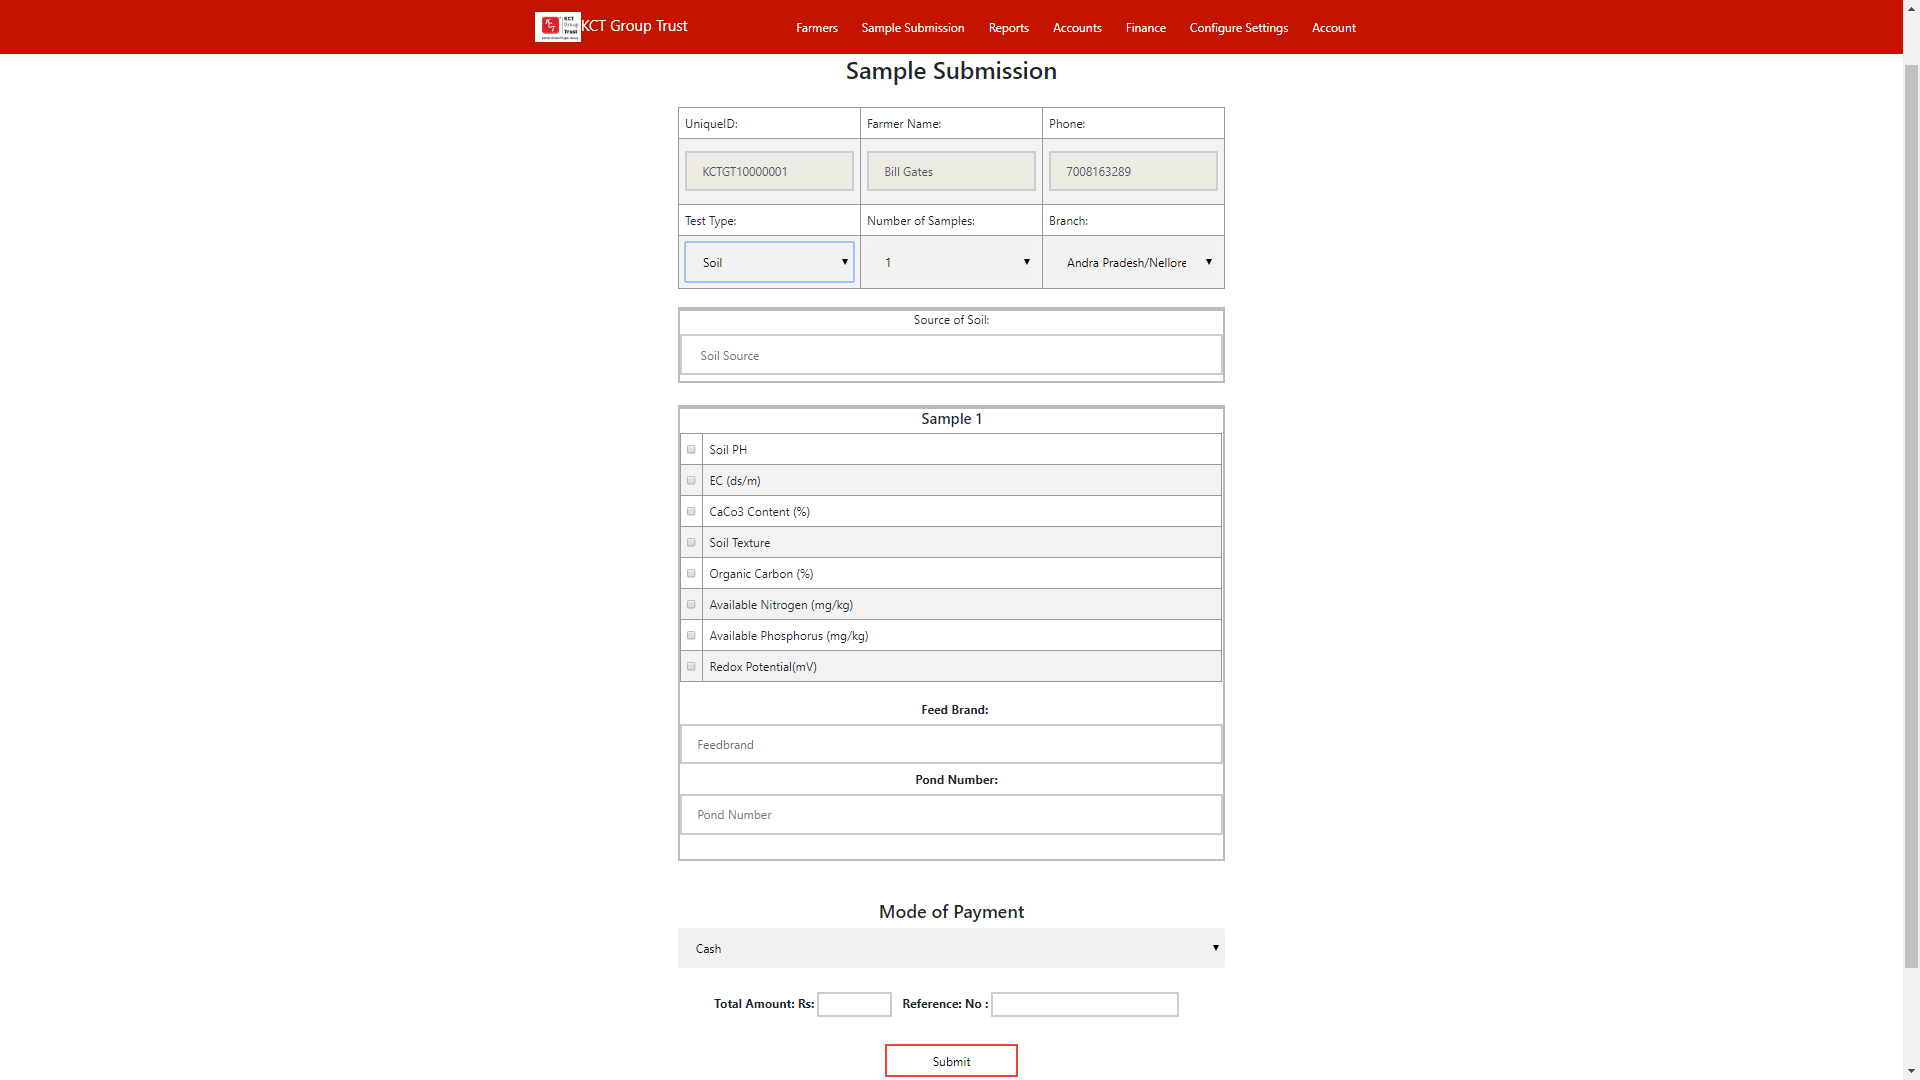 KCT Group Trust
KCT Group Trust
Farmers Sample Submission Reports Accounts Finance Configure Settings Account
Sample Submission
UniqueID: Farmer Name: Phone:
KCTGT10000001 Bill Gates 7008163289
Test Type: Number of Samples: Branch:
Soil 1 Andra Pradesh/Nellore
Source of Soil:
Soil Source
Sample 1
Soil PH
EC (ds/m)
CaCo3 Content (%)
Soil Texture
Organic Carbon (%)
Available Nitrogen (mg/kg)
Available Phosphorus (mg/kg)
Redox Potential(mV)
Feed Brand:
Feedbrand
Pond Number:
Pond Number
Mode of Payment
Cash
Total Amount: Rs: Reference: No :
Submit